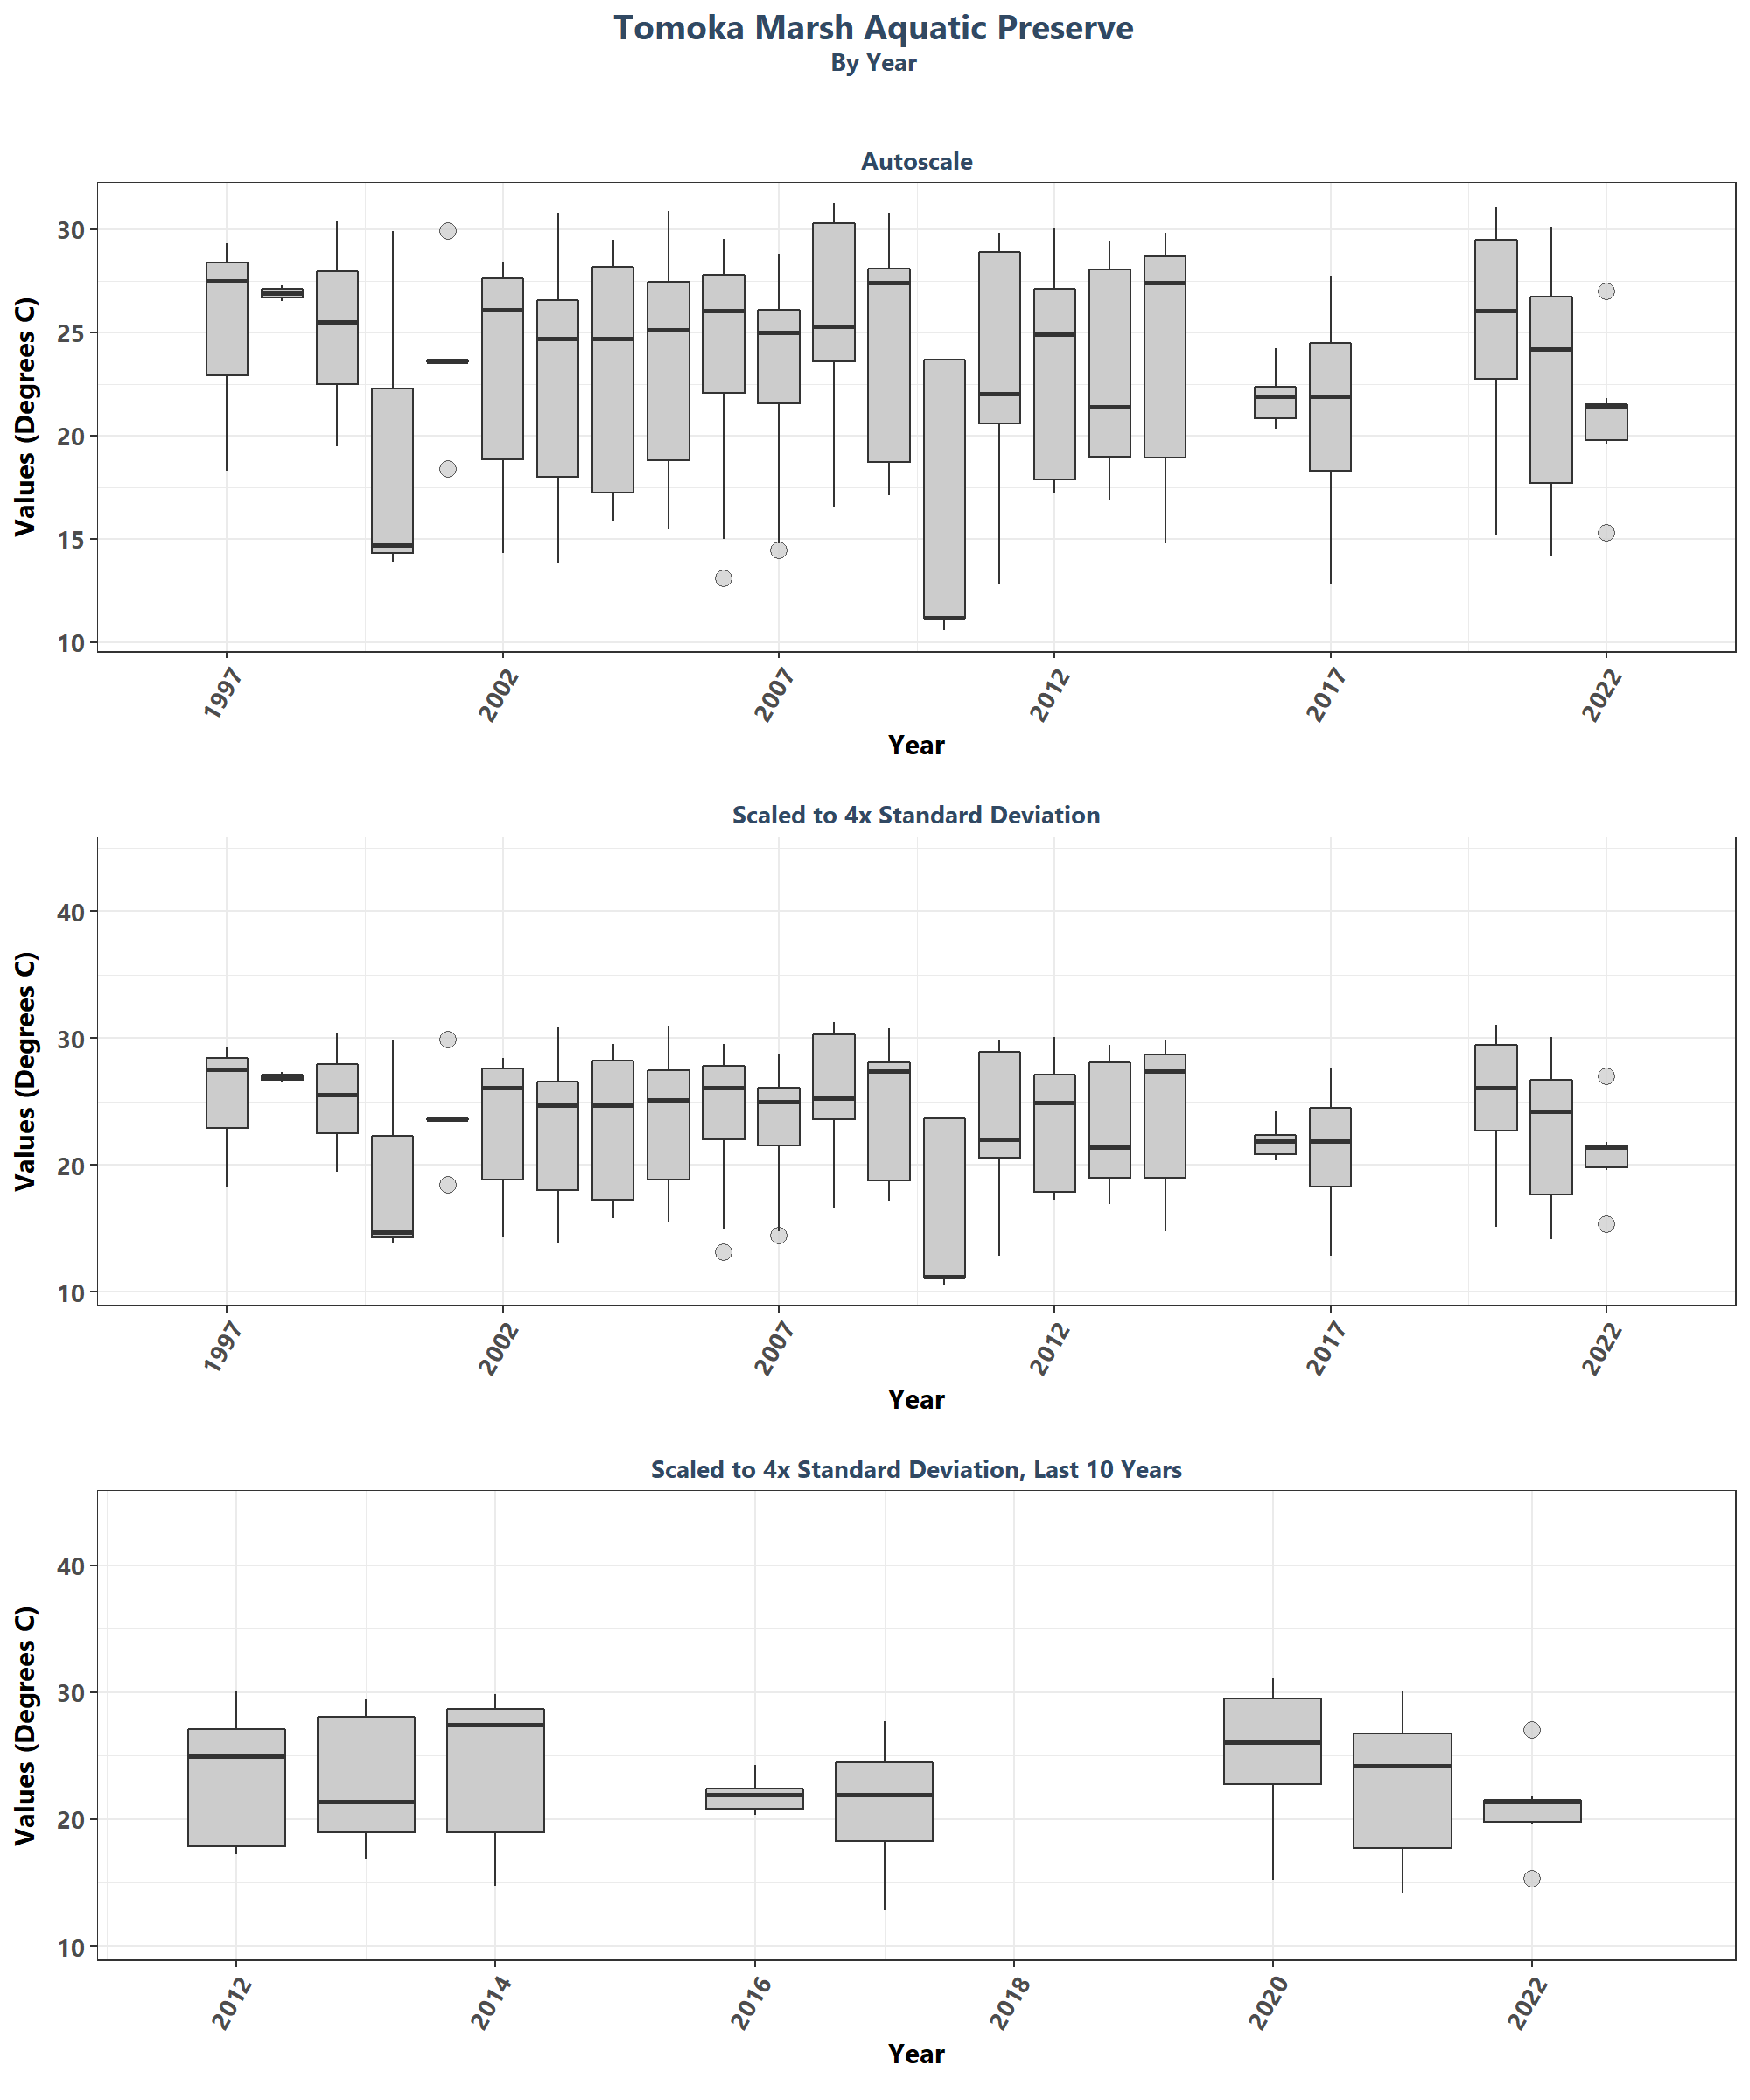 Tomoka Marsh Aquatic Preserve
By Year
Autoscale
Values (Degrees C)
30
25
20
15
10
1997 2002 2007 2012 2017 2022
Year
Scaled to 4x Standard Deviation
Values (Degrees C)
40
30
20
10
1997 2002 2007 2012 2017 2022
Year
Scaled to 4x Standard Deviation, Last 10 Years
Values (Degrees C)
40
30
20
10
2012 2014 2016 2018 2020 2022
Year